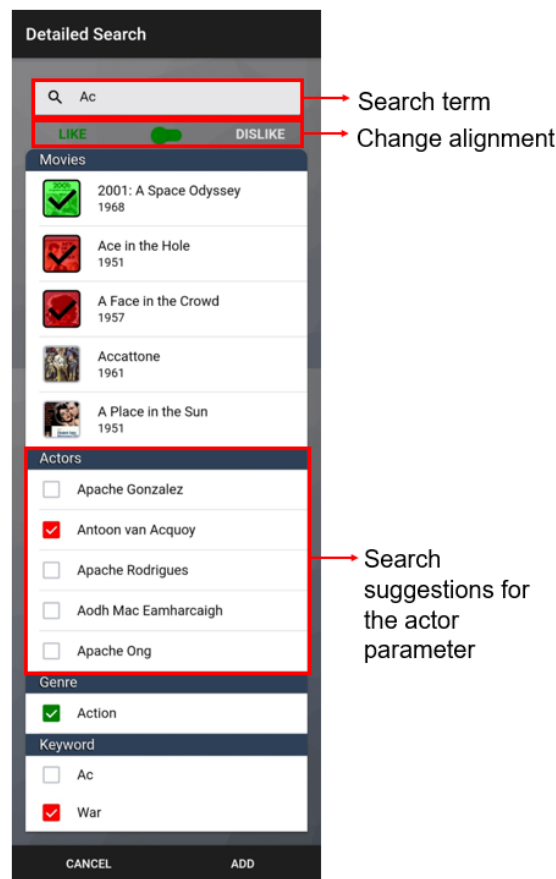 Detailed Search
Ac
Search term
LIKE
DISLIKE
Change alignment
Movies
2001: A Space Odyssey
1968
Ace in the Hole
1951
A Face in the Crowd
1957
Accattone
1961
A Place in the Sun
1951
Actors
Apache Gonzalez
Antoon van Acquoy
Apache Rodrigues
Aodh Mac Eamharcaigh
Apache Ong
Search
suggestions for
the actor
parameter
Genre
Action
Keyword
Ac
War
CANCEL
ADD